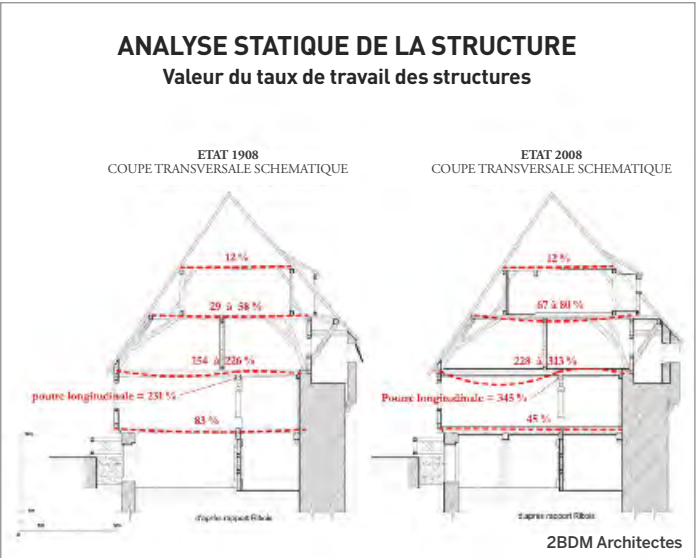 ANALYSE STATIQUE DE LA STRUCTURE
Valeur du taux de travail des structures
ETAT 1908
COUPE TRANSVERSALE SCHEMATIQUE
12 %
29 à 58 %
154 à 226 %
poutre longitudinale = 231 %
83 %
d'après rapport Ribois
ETAT 2008
COUPE TRANSVERSALE SCHEMATIQUE
12 %
67 à 80 %
228 à 313 %
Poutre longitudinale = 345 %
45 %
d'après rapport Ribois
2BDM Architectes